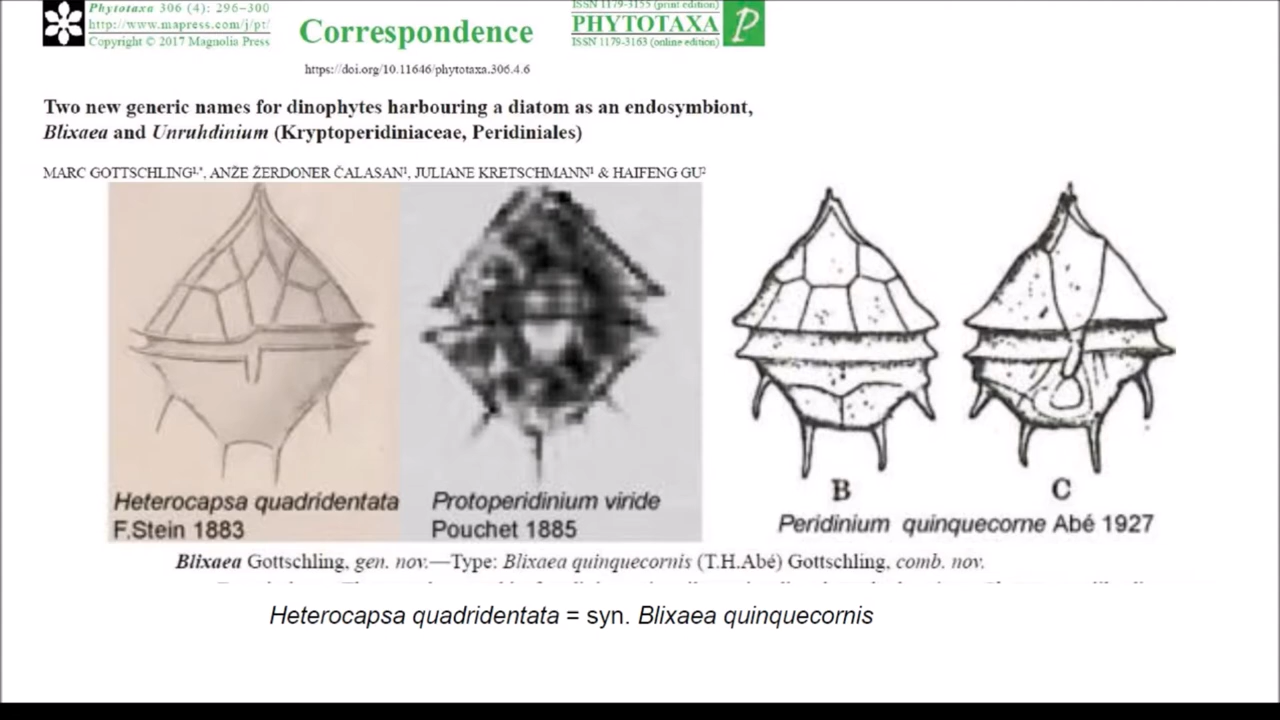 Phytotaxa 306 (4): 296–300
http://www.mapress.com/j/pt/
Copyright © 2017 Magnolia Press
Correspondence
ISSN 1179-3155 (print edition)
PHYTOTAXA
ISSN 1179-3163 (online edition)
P
https://doi.org/10.11646/phytotaxa.306.4.6
Two new generic names for dinophytes harbouring a diatom as an endosymbiont,
Blixaea and Unruhdinium (Kryptoperidiniaceae, Peridiniales)
MARC GOTTSCHLING¹,*, ANŽE ŽERDONER ČALASAN¹, JULIANE KRETSCHMANN¹ & HAIFENG GU²
Heterocapsa quadridentata
F.Stein 1883
Protoperidinium viride
Pouchet 1885
B
C
Peridinium quinquecorne Abé 1927
Blixaea Gottschling, gen. nov.—Type: Blixaea quinquecornis (T.H.Abé) Gottschling, comb. nov.
Heterocapsa quadridentata = syn. Blixaea quinquecornis